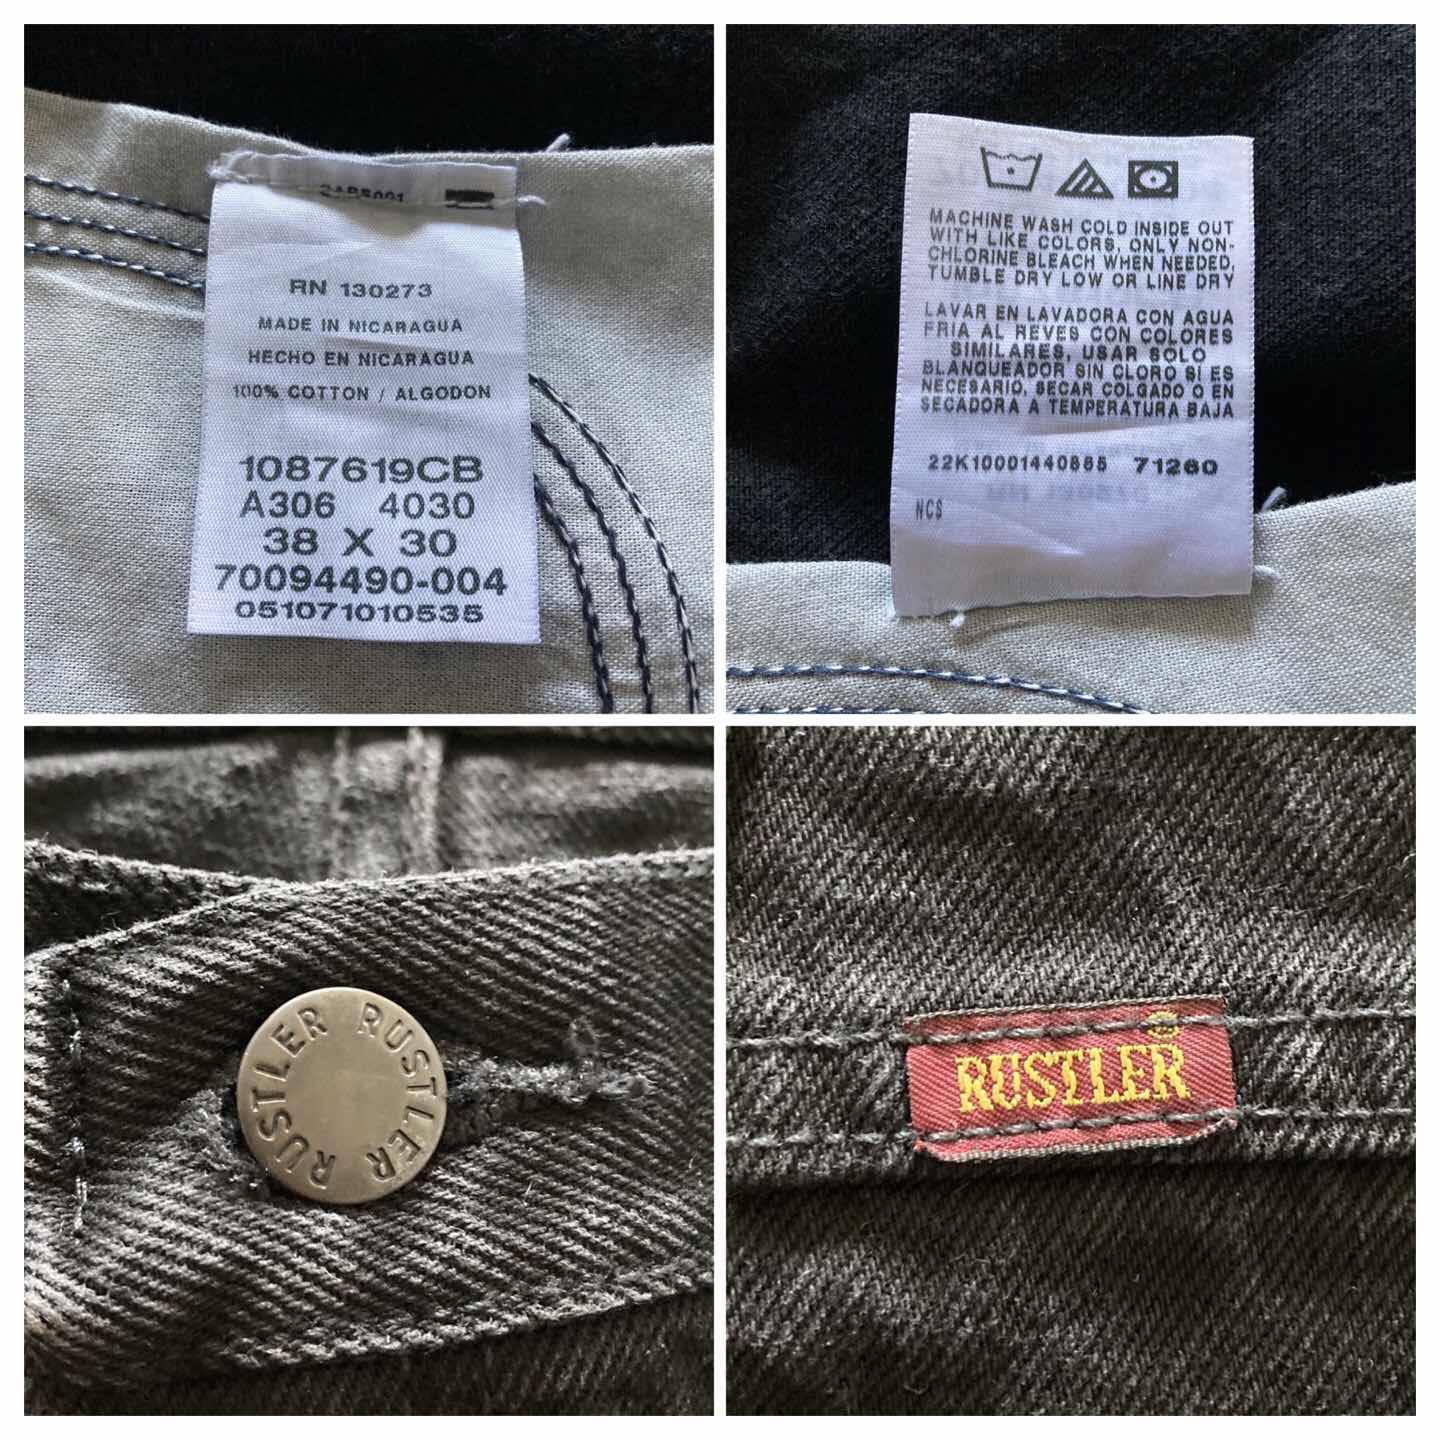 RN 130273
MADE IN NICARAGUA
HECHO EN NICARAGUA
100% COTTON / ALGODON
1087619CB
A306 4030
38 X 30
70094490-004
051071010535
MACHINE WASH COLD INSIDE OUT
WITH LIKE COLORS, ONLY NON-
CHLORINE BLEACH WHEN NEEDED,
TUMBLE DRY LOW OR LINE DRY
LAVAR EN LAVADORA CON AGUA
FRIA AL REVES CON COLORES
SIMILARES, USAR SOLO
BLANQUEADOR SIN CLORO SI ES
NECESARIO, SECAR COLGADO O EN
SECADORA A TEMPERATURA BAJA
22K10001440885 71260
NCS
RUSTLER RUSTLER RUSTLER
RUSTLER